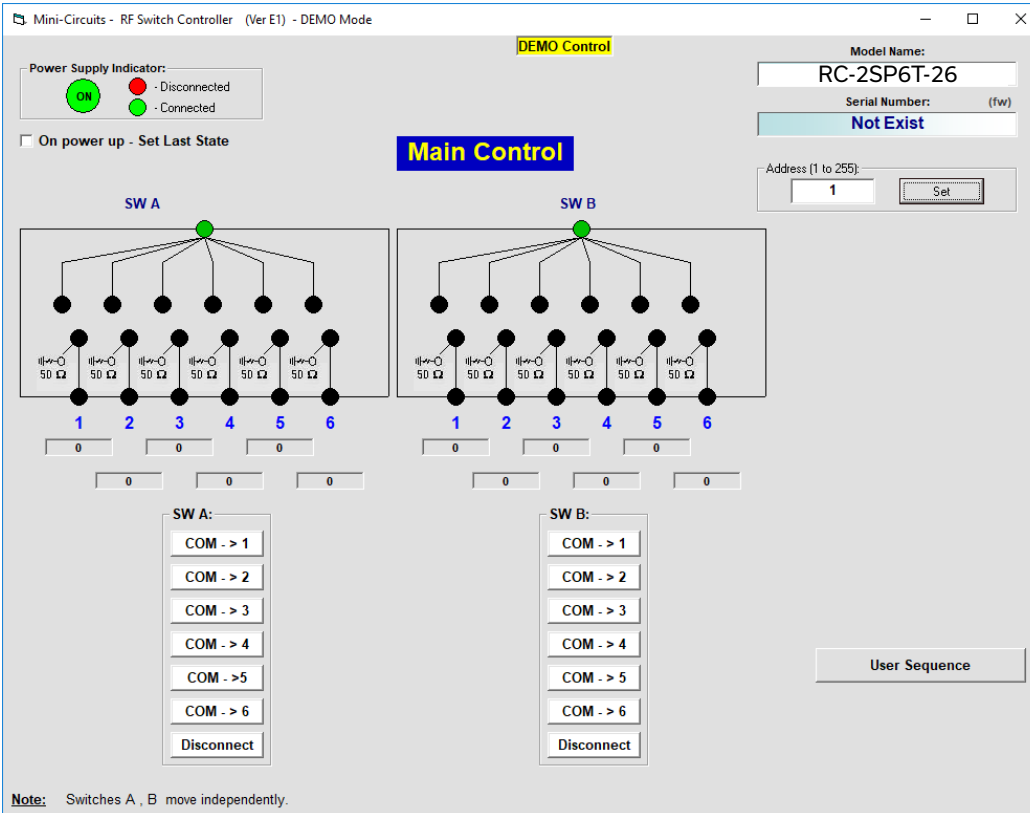 Mini-Circuits - RF Switch Controller (Ver E1) - DEMO Mode
DEMO Control
Power Supply Indicator:
ON
- Disconnected
- Connected
On power up - Set Last State
Main Control
Model Name:
RC-2SP6T-26
Serial Number: (fw)
Not Exist
Address (1 to 255):
1 Set
SW A
50 Ω 50 Ω 50 Ω 50 Ω 50 Ω 50 Ω
1 2 3 4 5 6
0 0 0
0 0 0
SW B
50 Ω 50 Ω 50 Ω 50 Ω 50 Ω 50 Ω
1 2 3 4 5 6
0 0 0
0 0 0
SW A:
COM - > 1
COM - > 2
COM - > 3
COM - > 4
COM - >5
COM - > 6
Disconnect
SW B:
COM - > 1
COM - > 2
COM - > 3
COM - > 4
COM - > 5
COM - > 6
Disconnect
User Sequence
Note: Switches A , B move independently.